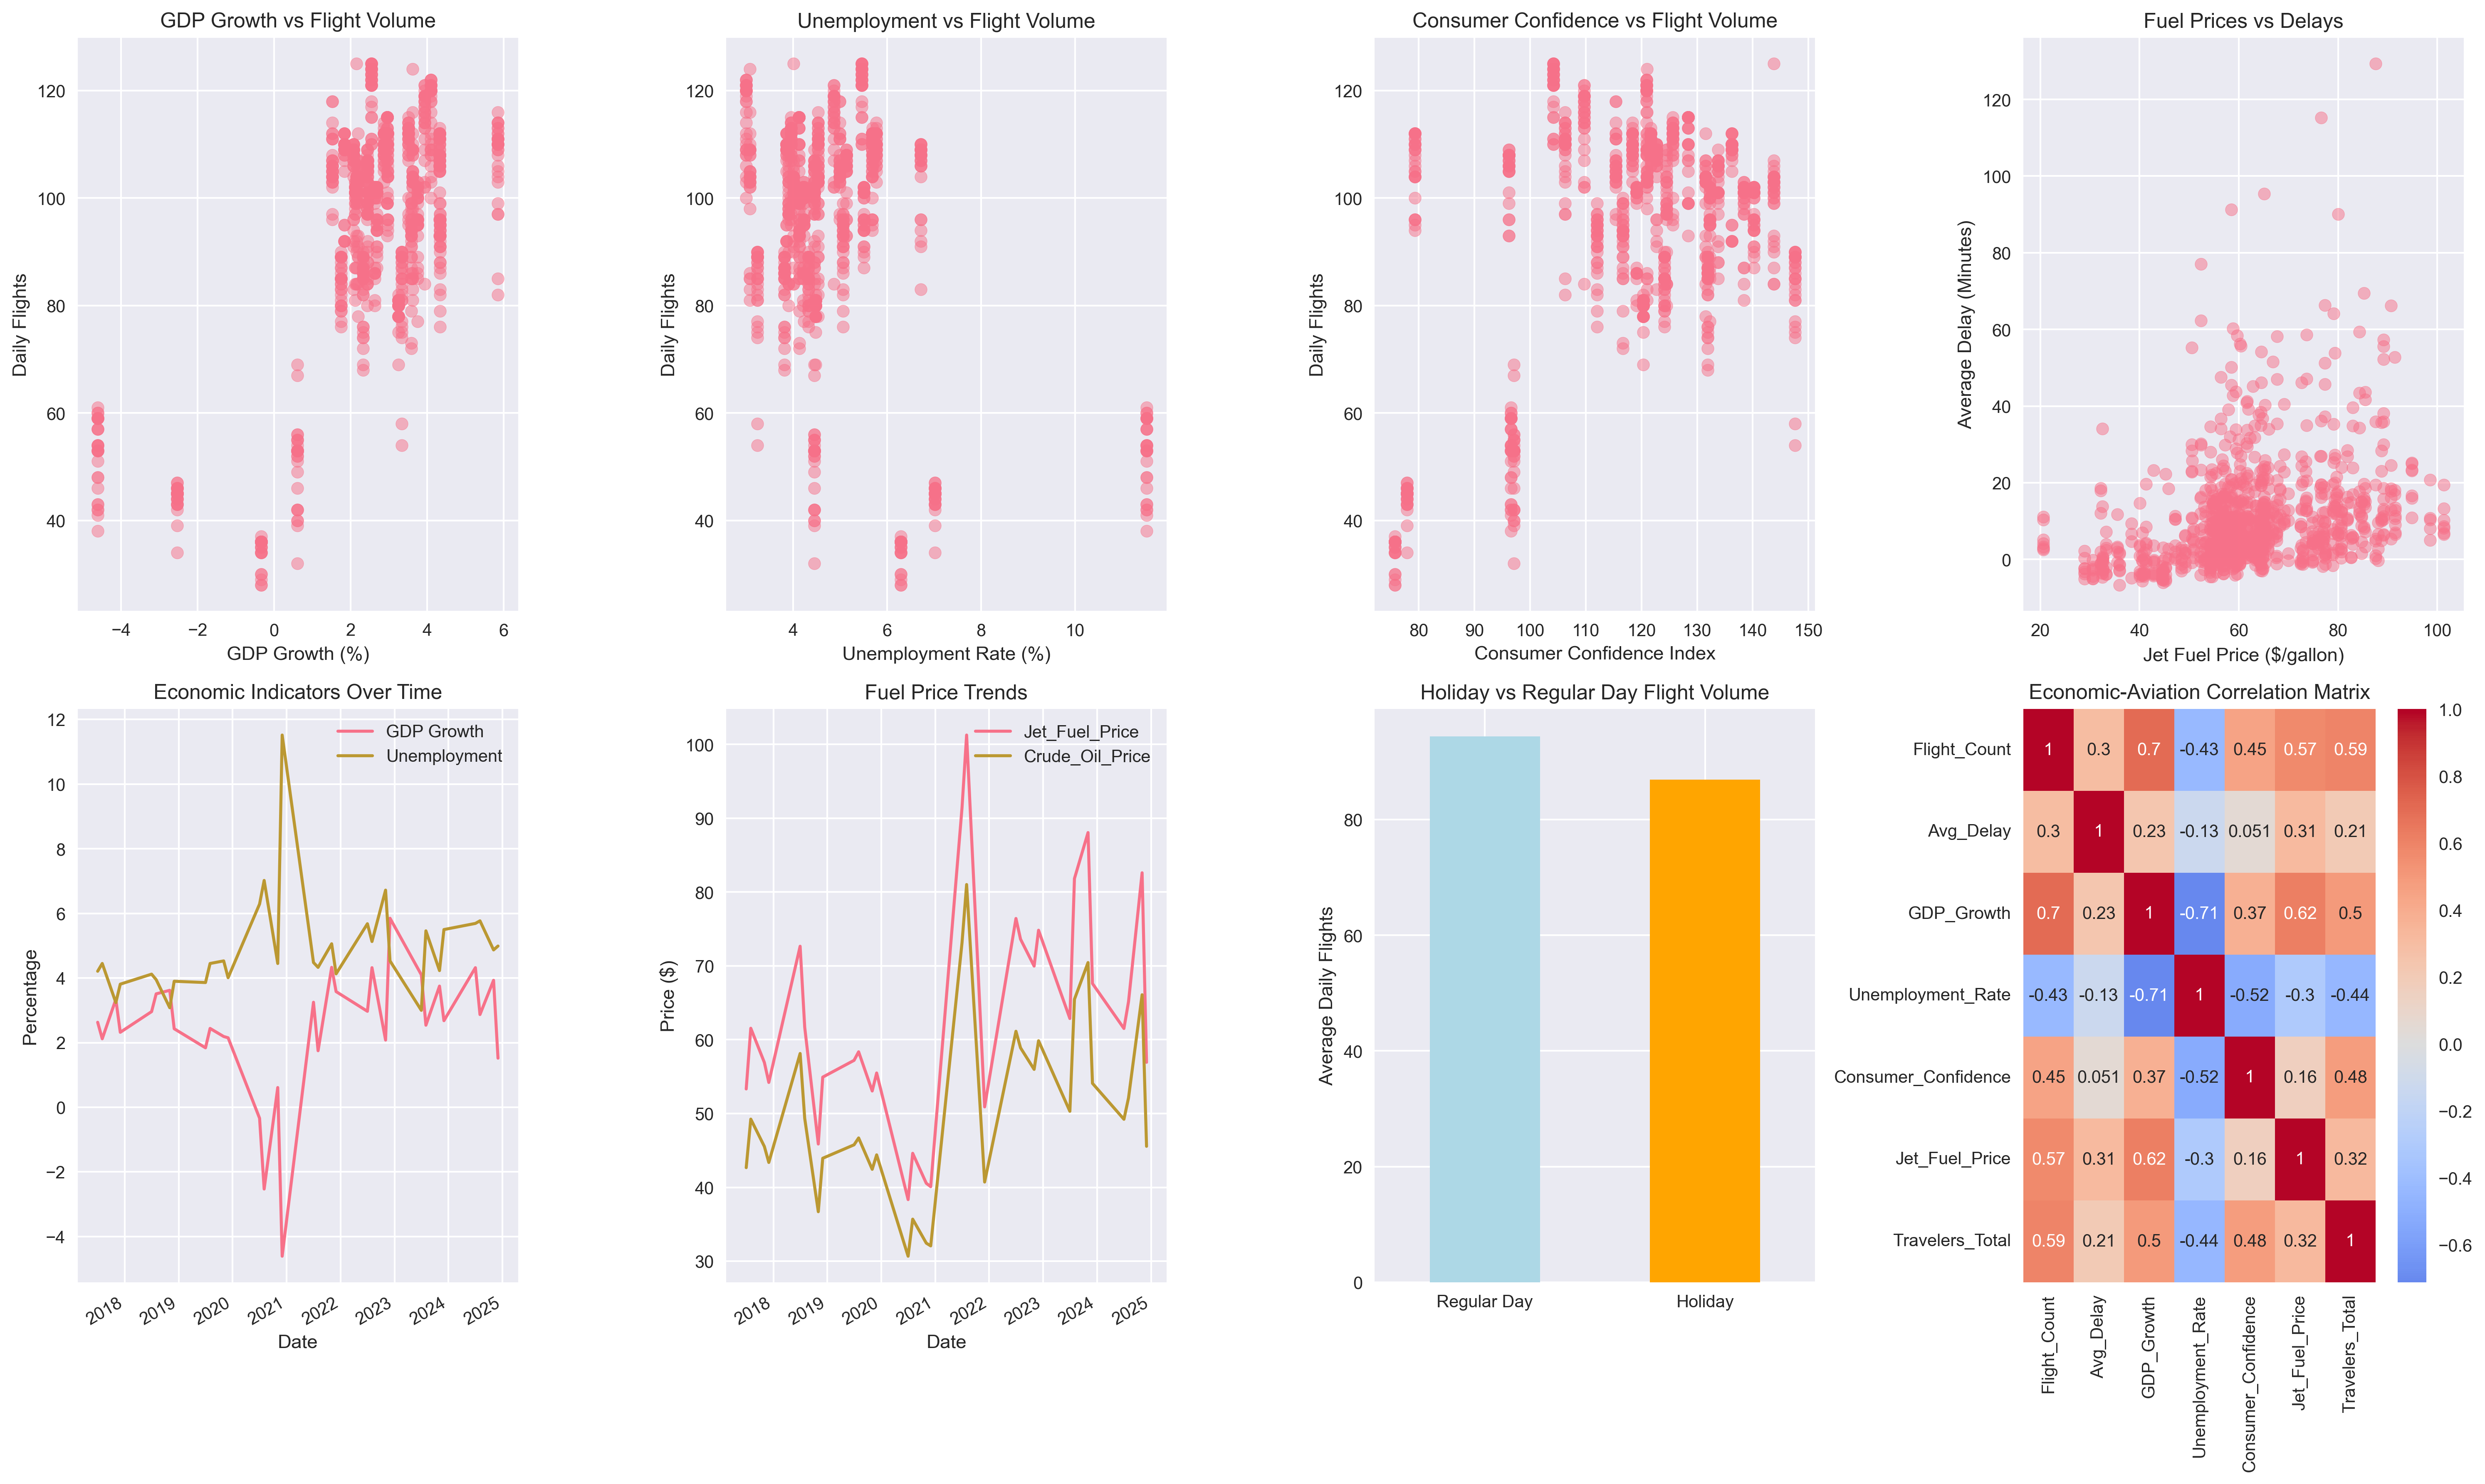 GDP Growth vs Flight Volume
Daily Flights
120
100
80
60
40
−4 −2 0 2 4 6
GDP Growth (%)
Unemployment vs Flight Volume
Daily Flights
120
100
80
60
40
4 6 8 10
Unemployment Rate (%)
Consumer Confidence vs Flight Volume
Daily Flights
120
100
80
60
40
80 90 100 110 120 130 140 150
Consumer Confidence Index
Fuel Prices vs Delays
Average Delay (Minutes)
120
100
80
60
40
20
0
20 40 60 80 100
Jet Fuel Price ($/gallon)
Economic Indicators Over Time
GDP Growth
Unemployment
Percentage
12
10
8
6
4
2
0
−2
−4
2018 2019 2020 2021 2022 2023 2024 2025
Date
Fuel Price Trends
Jet_Fuel_Price
Crude_Oil_Price
Price ($)
100
90
80
70
60
50
40
30
2018 2019 2020 2021 2022 2023 2024 2025
Date
Holiday vs Regular Day Flight Volume
Average Daily Flights
80
60
40
20
0
Regular Day Holiday
Economic-Aviation Correlation Matrix
Flight_Count 1 0.3 0.7 -0.43 0.45 0.57 0.59
Avg_Delay 0.3 1 0.23 -0.13 0.051 0.31 0.21
GDP_Growth 0.7 0.23 1 -0.71 0.37 0.62 0.5
Unemployment_Rate -0.43 -0.13 -0.71 1 -0.52 -0.3 -0.44
Consumer_Confidence 0.45 0.051 0.37 -0.52 1 0.16 0.48
Jet_Fuel_Price 0.57 0.31 0.62 -0.3 0.16 1 0.32
Travelers_Total 0.59 0.21 0.5 -0.44 0.48 0.32 1
Flight_Count
Avg_Delay
GDP_Growth
Unemployment_Rate
Consumer_Confidence
Jet_Fuel_Price
Travelers_Total
1.0
0.8
0.6
0.4
0.2
0.0
−0.2
−0.4
−0.6